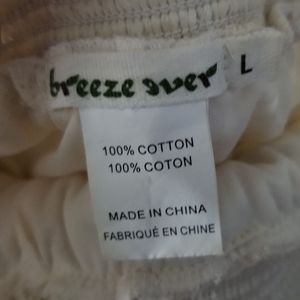 breeze over L
100% COTTON
100% COTON
MADE IN CHINA
FABRIQUÉ EN CHINE